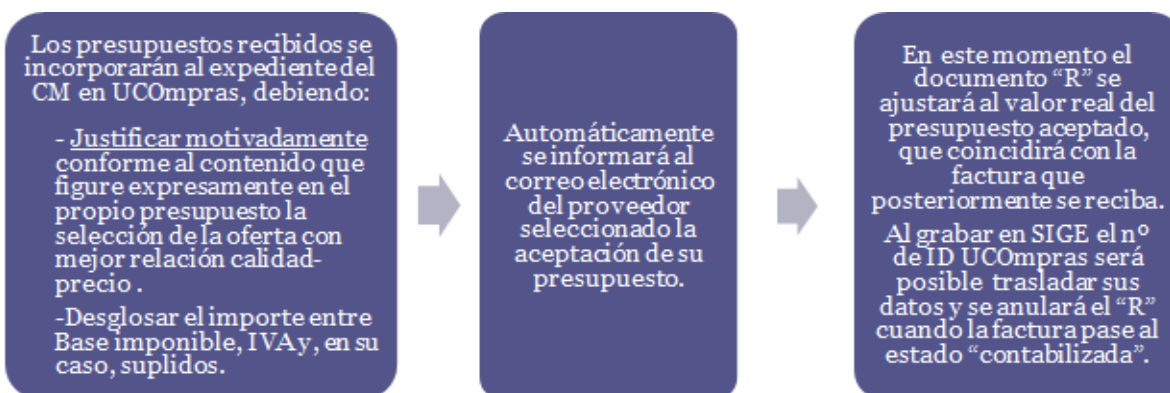 Los presupuestos recibidos se
incorporarán al expediente del
CM en UCOmpras, debiendo:
- Justificar motivadamente
conforme al contenido que
figure expresamente en el
propio presupuesto la
selección de la oferta con
mejor relación calidad-
precio .
-Desglosar el importe entre
Base imponible, IVA y, en su
caso, suplidos.
Automáticamente
se informará al
correo electrónico
del proveedor
seleccionado la
aceptación de su
presupuesto.
En este momento el
documento “R” se
ajustará al valor real del
presupuesto aceptado,
que coincidirá con la
factura que
posteriormente se reciba.
Al grabar en SIGE el nº
de ID UCOmpras será
posible trasladar sus
datos y se anulará el “R”
cuando la factura pase al
estado “contabilizada”.